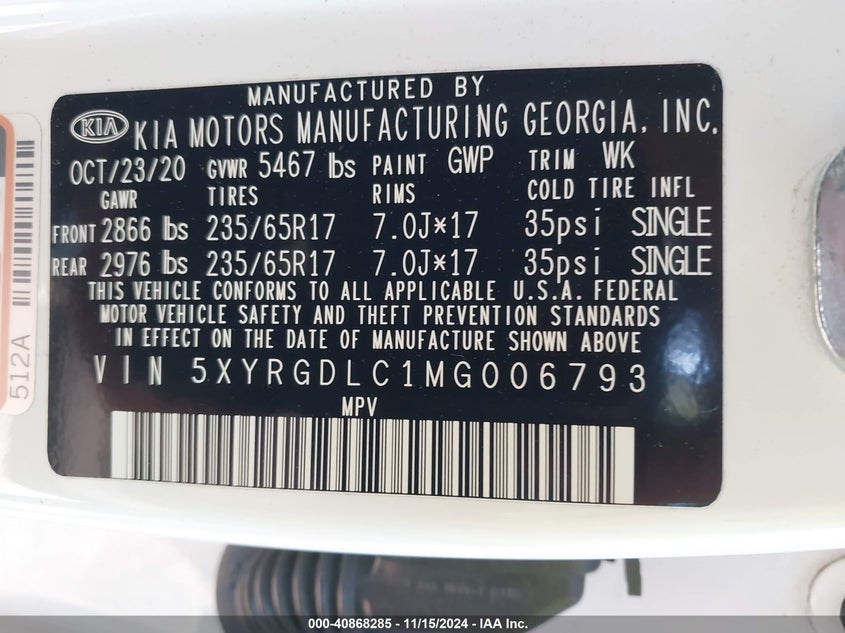 MANUFACTURED BY
KIA KIA MOTORS MANUFACTURING GEORGIA, INC.
OCT/23/20 GVWR 5467 lbs PAINT GWP TRIM WK
GAWR TIRES RIMS COLD TIRE INFL
FRONT 2866 lbs 235/65R17 7.0J*17 35psi SINGLE
REAR 2976 lbs 235/65R17 7.0J*17 35psi SINGLE
THIS VEHICLE CONFORMS TO ALL APPLICABLE U.S.A. FEDERAL
MOTOR VEHICLE SAFETY AND THEFT PREVENTION STANDARDS
IN EFFECT ON THE DATE OF MANUFACTURE SHOWN ABOVE
VIN 5XYRGDLC1MG006793
MPV
512A
000-40868285 - 11/15/2024 - IAA Inc.